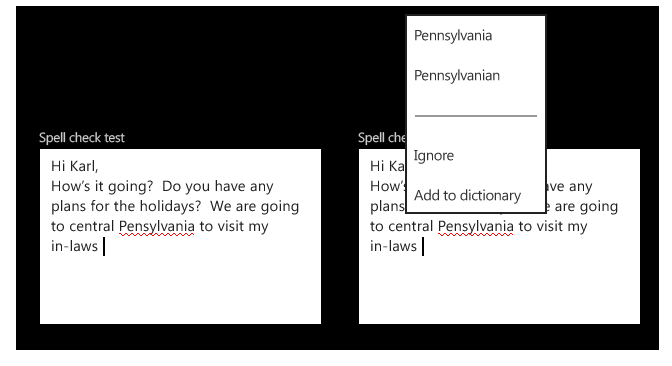 Spell check test
Hi Karl,
How's it going?  Do you have any
plans for the holidays?  We are going
to central Pensylvania to visit my
in-laws
Pennsylvania
Pennsylvanian
Ignore
Add to dictionary
Spell che
Hi Ka
How's ve any
plans e are going
to central Pensylvania to visit my
in-laws